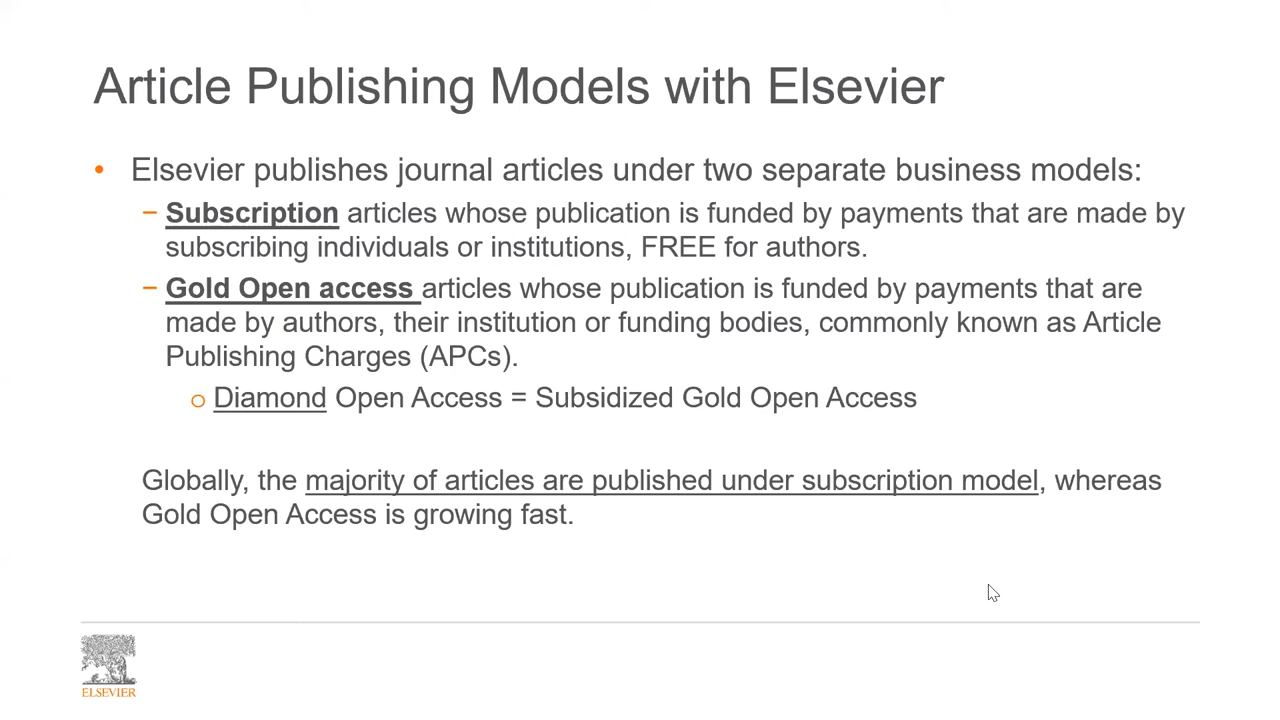 Article Publishing Models with Elsevier
• Elsevier publishes journal articles under two separate business models:
– Subscription articles whose publication is funded by payments that are made by
subscribing individuals or institutions, FREE for authors.
– Gold Open access articles whose publication is funded by payments that are
made by authors, their institution or funding bodies, commonly known as Article
Publishing Charges (APCs).
o Diamond Open Access = Subsidized Gold Open Access
Globally, the majority of articles are published under subscription model, whereas
Gold Open Access is growing fast.
ELSEVIER